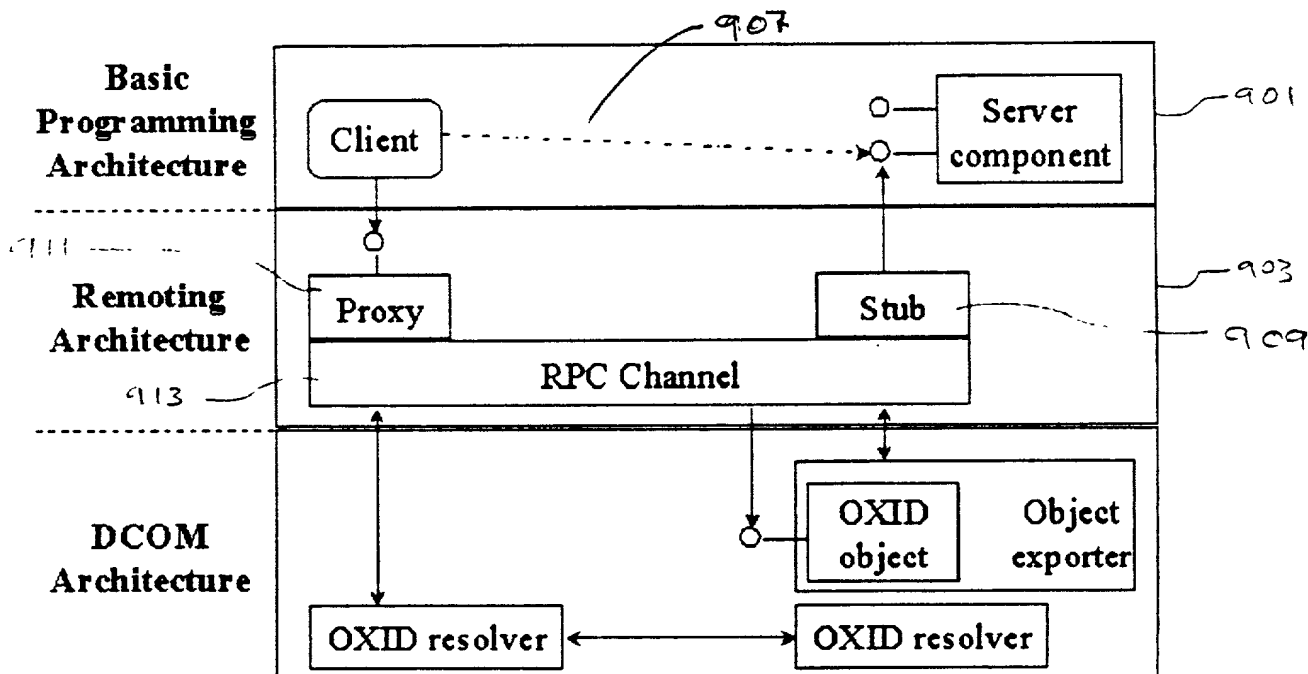 907
Basic
Programming
Architecture
Client
Server
component
901
911
Remoting
Architecture
Proxy
Stub
903
909
RPC Channel
913
DCOM
Architecture
OXID
object
Object
exporter
OXID resolver
OXID resolver